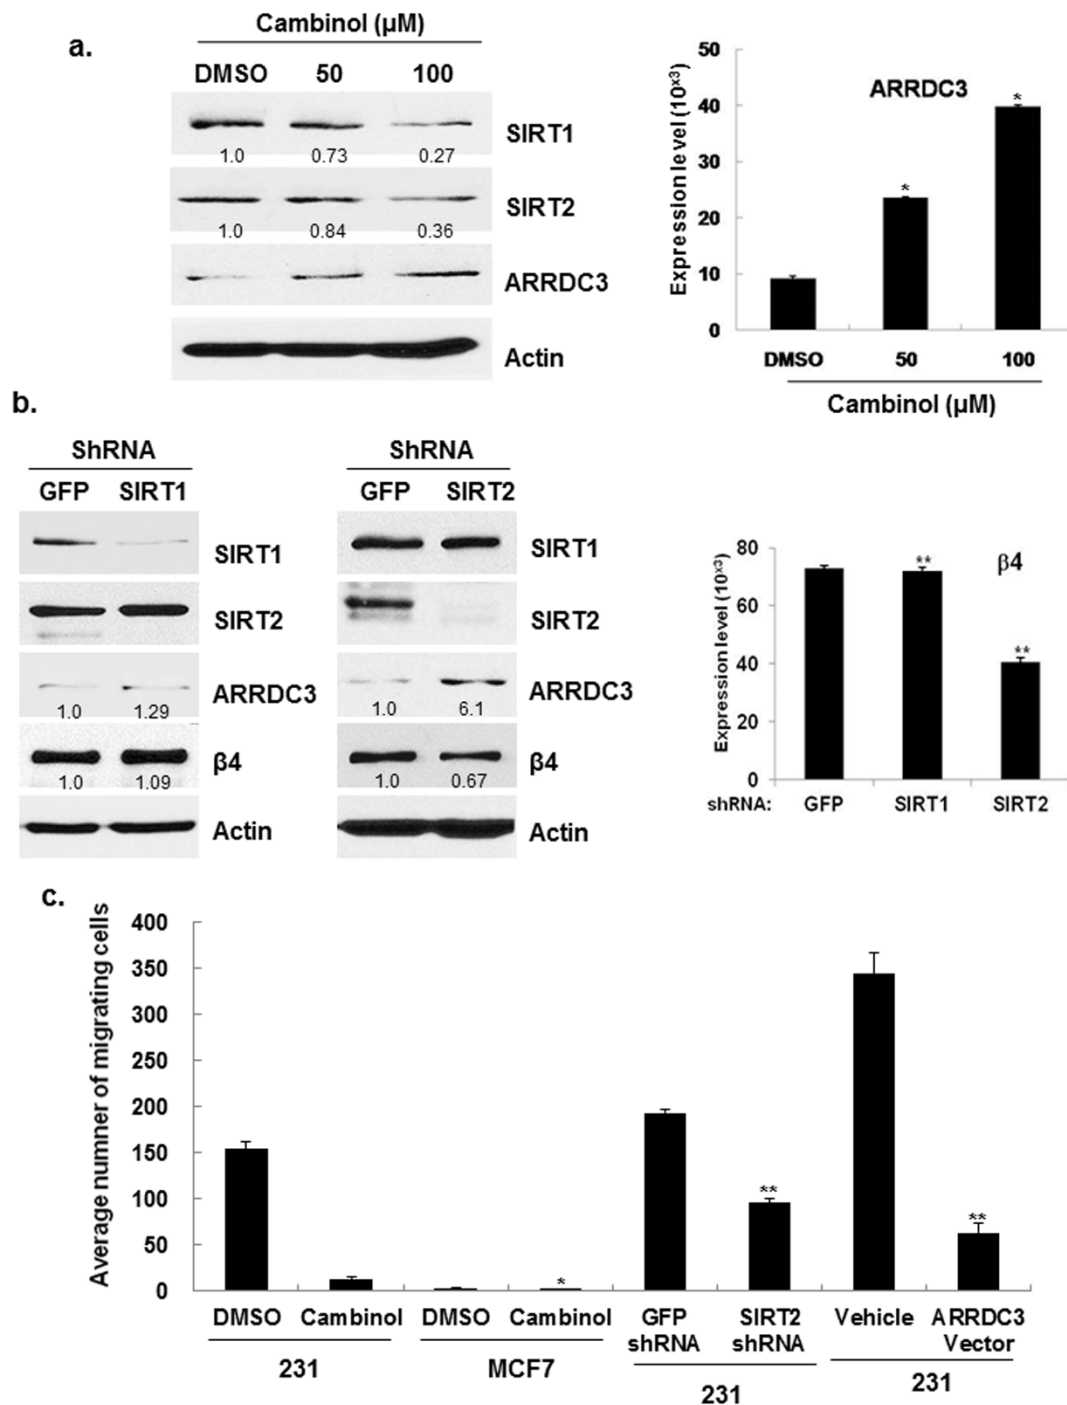 a.
Cambinol (µM)
DMSO 50 100
SIRT1
1.0 0.73 0.27
SIRT2
1.0 0.84 0.36
ARRDC3
Actin
Expression level (10ˣ³)
50
40
30
20
10
0
ARRDC3
*
*
DMSO 50 100
Cambinol (µM)
b.
ShRNA
GFP SIRT1
SIRT1
SIRT2
ARRDC3
1.0 1.29
β4
1.0 1.09
Actin
ShRNA
GFP SIRT2
SIRT1
SIRT2
ARRDC3
1.0 6.1
β4
1.0 0.67
Actin
Expression level (10ˣ³)
80
60
40
20
0
β4
**
**
shRNA: GFP SIRT1 SIRT2
c.
Average numner of migrating cells
400
350
300
250
200
150
100
50
0
*
**
**
DMSO Cambinol DMSO Cambinol GFP SIRT2 Vehicle ARRDC3
shRNA shRNA Vector
231 MCF7 231 231